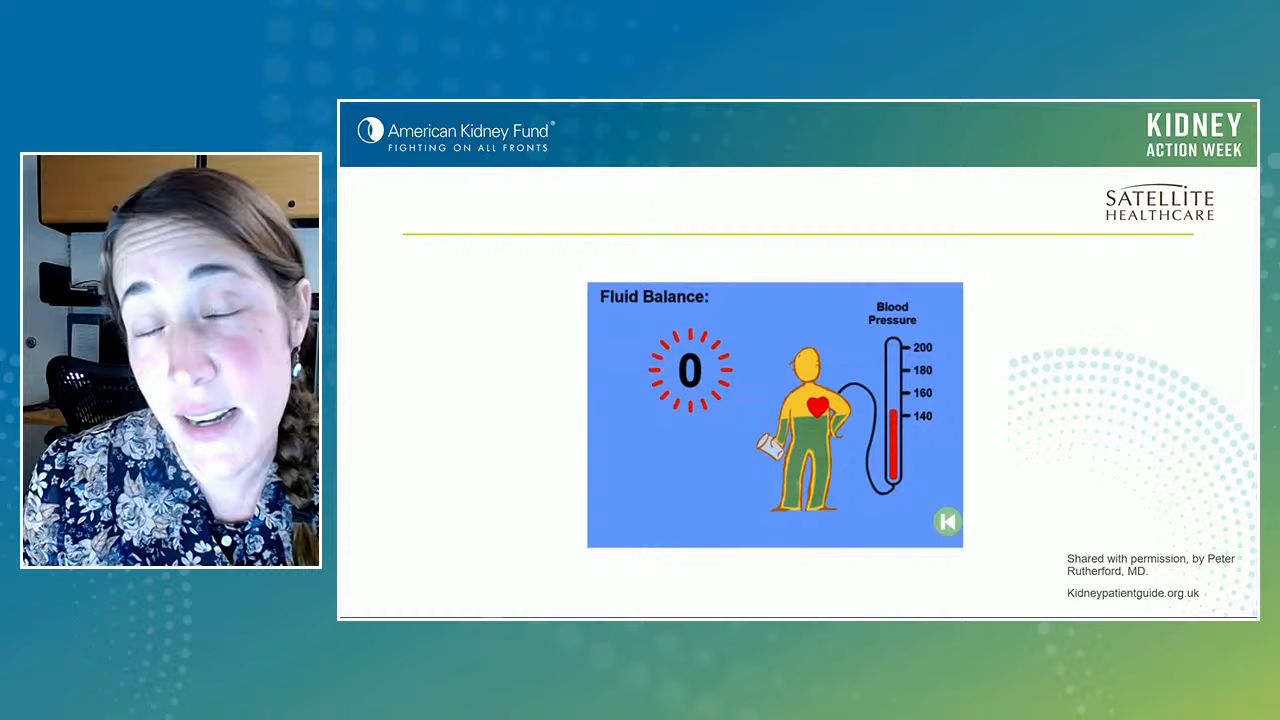 American Kidney Fund®
FIGHTING ON ALL FRONTS
KIDNEY
ACTION WEEK
SATELLITE
HEALTHCARE
Fluid Balance:
0
Blood
Pressure
200
180
160
140
Shared with permission, by Peter
Rutherford, MD.
Kidneypatientguide.org.uk